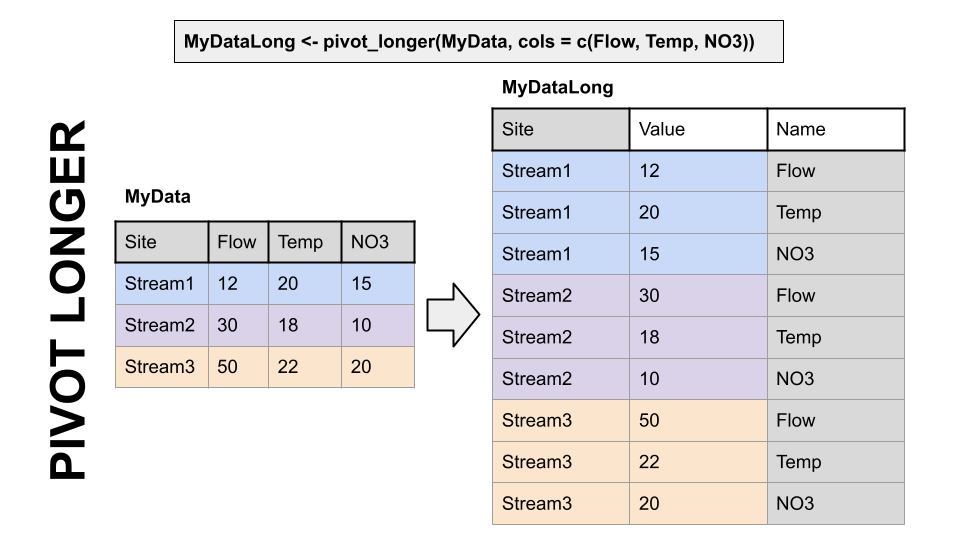 MyDataLong <- pivot_longer(MyData, cols = c(Flow, Temp, NO3))
PIVOT LONGER
MyData
Site Flow Temp NO3
Stream1 12 20 15
Stream2 30 18 10
Stream3 50 22 20
MyDataLong
Site Value Name
Stream1 12 Flow
Stream1 20 Temp
Stream1 15 NO3
Stream2 30 Flow
Stream2 18 Temp
Stream2 10 NO3
Stream3 50 Flow
Stream3 22 Temp
Stream3 20 NO3